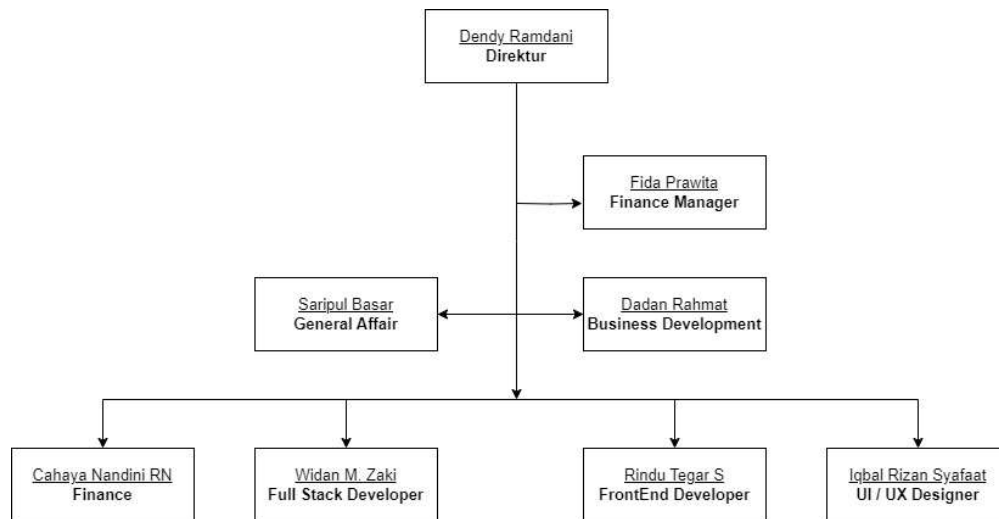 Dendy Ramdani
Direktur
Fida Prawita
Finance Manager
Saripul Basar
General Affair
Dadan Rahmat
Business Development
Cahaya Nandini RN
Finance
Widan M. Zaki
Full Stack Developer
Rindu Tegar S
FrontEnd Developer
Iqbal Rizan Syafaat
UI / UX Designer